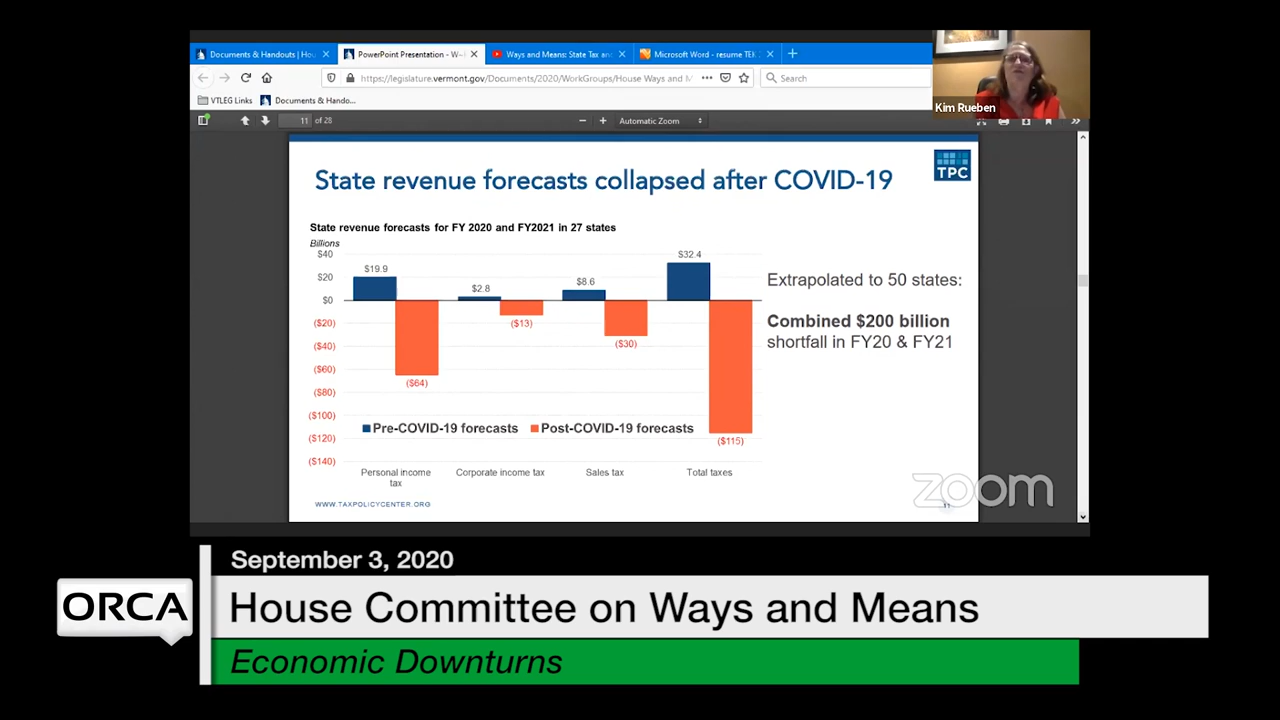 Documents & Handouts | Hou
PowerPoint Presentation - W-
Ways and Means: State Tax and
Microsoft Word - resume TEK
https://legislature.vermont.gov/Documents/2020/WorkGroups/House Ways and M
Search
VTLEG Links
Documents & Hando...
Kim Rueben
11 of 28
Automatic Zoom
State revenue forecasts collapsed after COVID-19
TPC
State revenue forecasts for FY 2020 and FY2021 in 27 states
Billions
$40
$20
$0
($20)
($40)
($60)
($80)
($100)
($120)
($140)
$19.9
($64)
$2.8
($13)
$8.6
($30)
$32.4
($115)
Pre-COVID-19 forecasts
Post-COVID-19 forecasts
Personal income
tax
Corporate income tax
Sales tax
Total taxes
Extrapolated to 50 states:
Combined $200 billion
shortfall in FY20 & FY21
WWW.TAXPOLICYCENTER.ORG
11
zoom
September 3, 2020
ORCA
House Committee on Ways and Means
Economic Downturns